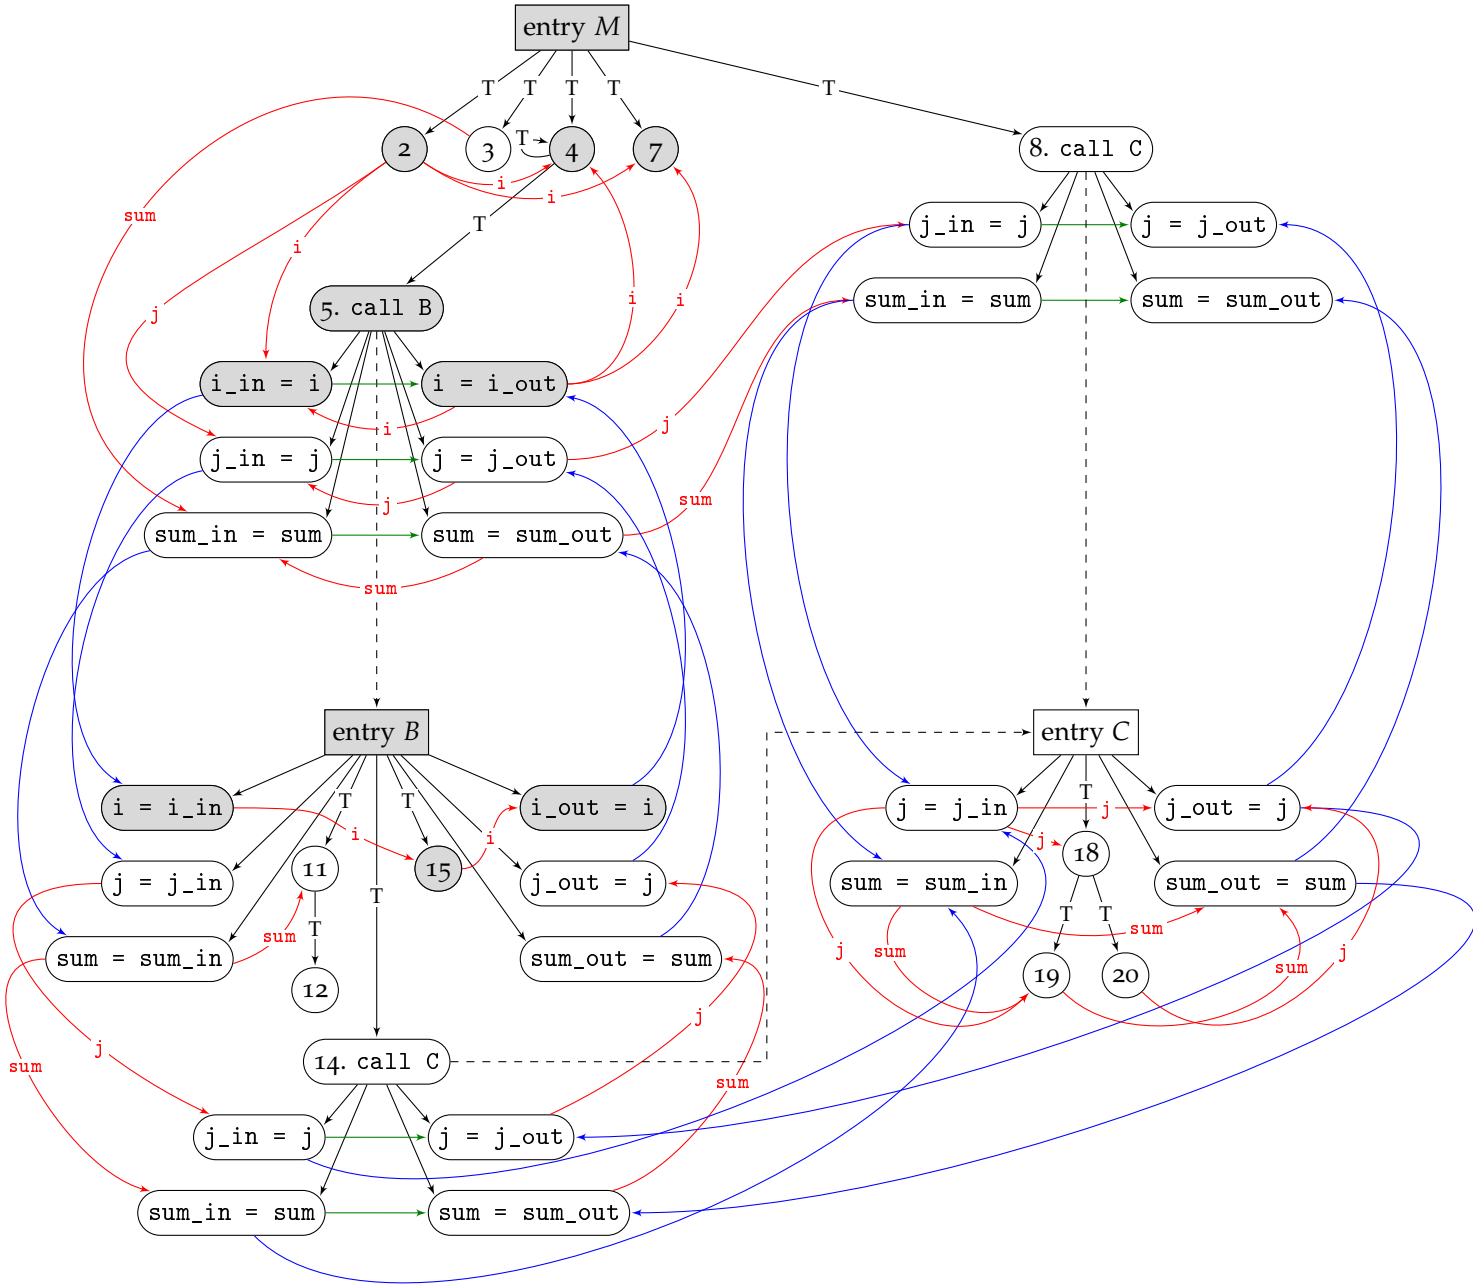 entry M
T
T
T
T
T
2
3
T
4
7
8. call C
i
i
sum
T
j_in = j
j = j_out
i
j
5. call B
i
i
sum_in = sum
sum = sum_out
i_in = i
i = i_out
i
j
j_in = j
j = j_out
j
sum
sum_in = sum
sum = sum_out
sum
entry B
entry C
T
T
T
i = i_in
i_out = i
j = j_in
j
j_out = j
i
i
j
18
11
15
j = j_in
j_out = j
sum = sum_in
sum_out = sum
T
T
T
T
sum
sum
sum
j
j
sum = sum_in
sum_out = sum
sum
12
19
20
j
j
14. call C
sum
sum
j_in = j
j = j_out
sum_in = sum
sum = sum_out